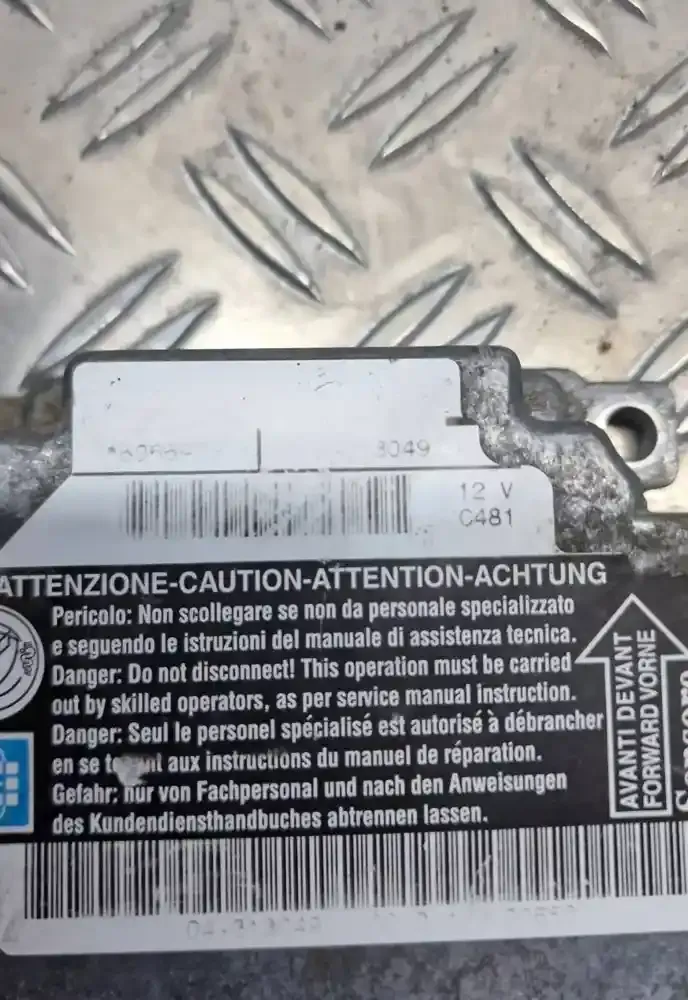 3049
12 V
C481
ATTENZIONE-CAUTION-ATTENTION-ACHTUNG
Pericolo: Non scollegare se non da personale specializzato
e seguendo le istruzioni del manuale di assistenza tecnica.
Danger: Do not disconnect! This operation must be carried
out by skilled operators, as per service manual instruction.
Danger: Seul le personel spécialisé est autorisé à débrancher
en se aux instructions du manuel de réparation.
Gefahr: nur von Fachpersonal und nach den Anweisungen
des Kundendiensthandbuches abtrennen lassen.
AVANTI DEVANT
FORWARD VORNE